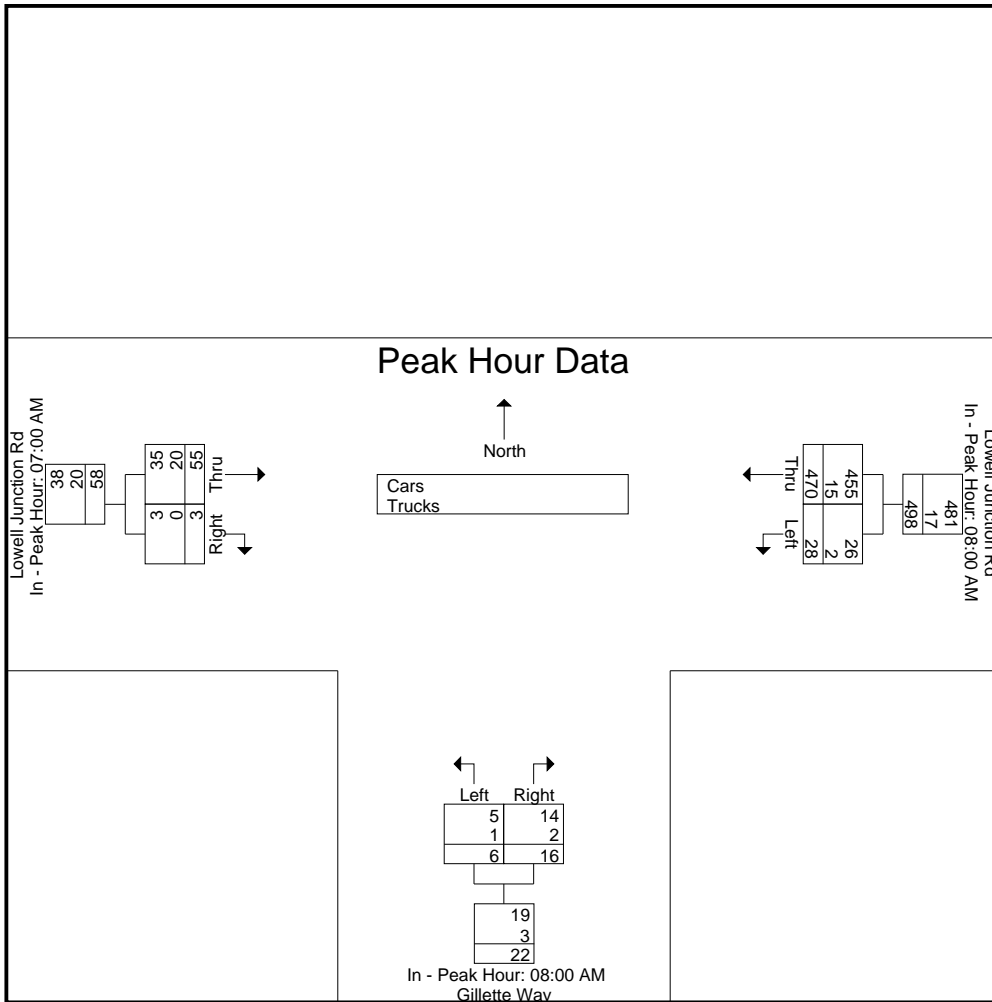 Peak Hour Data
North
Cars
Trucks
Lowell Junction Rd
In - Peak Hour: 07:00 AM
38
20
58
35
20
55
Thru
3
0
3
Right
Lowell Junction Rd
In - Peak Hour: 08:00 AM
481
17
498
455
15
470
Thru
26
2
28
Left
Left Right
5 14
1 2
6 16
19
3
22
In - Peak Hour: 08:00 AM
Gillette Way